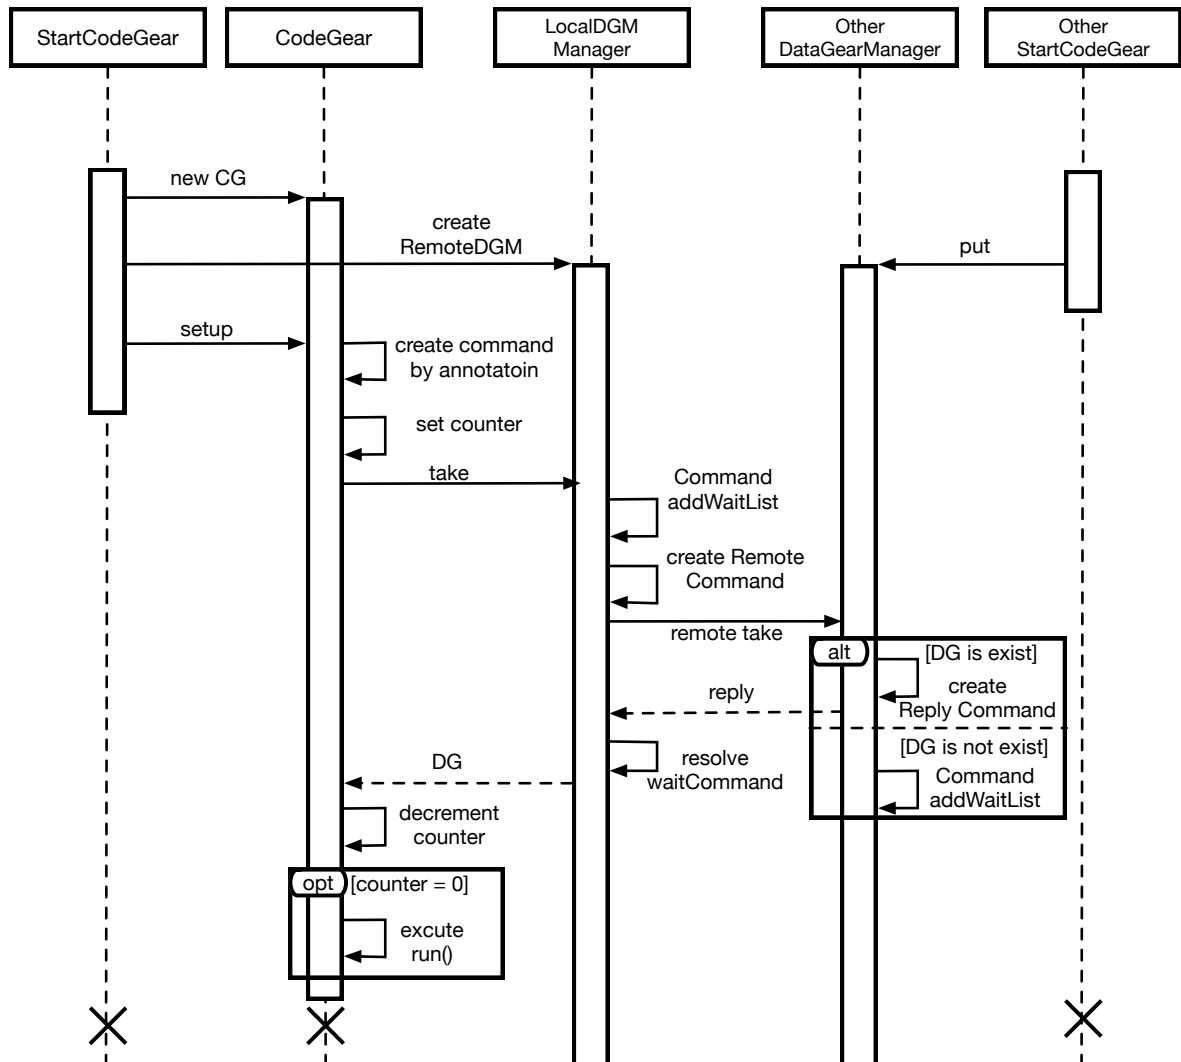 StartCodeGear
CodeGear
LocalDGM
Manager
Other
DataGearManager
Other
StartCodeGear
new CG
create
RemoteDGM
put
setup
create command
by annotatoin
set counter
take
Command
addWaitList
create Remote
Command
remote take
alt
[DG is exist]
create
Reply Command
reply
[DG is not exist]
resolve
waitCommand
DG
Command
addWaitList
decrement
counter
opt
[counter = 0]
excute
run()